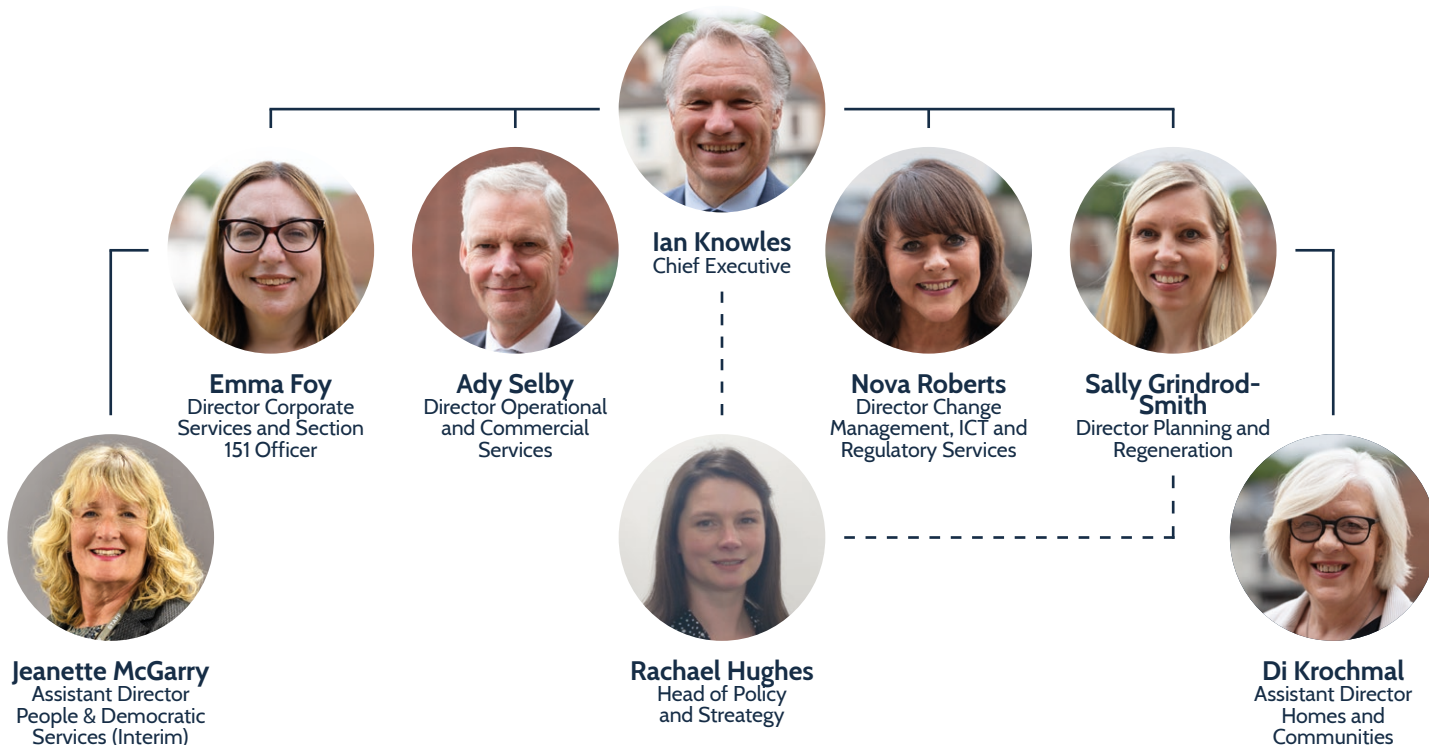 Ian Knowles
Chief Executive
Emma Foy
Director Corporate
Services and Section
151 Officer
Ady Selby
Director Operational
and Commercial
Services
Nova Roberts
Director Change
Management, ICT and
Regulatory Services
Sally Grindrod-
Smith
Director Planning and
Regeneration
Jeanette McGarry
Assistant Director
People & Democratic
Services (Interim)
Rachael Hughes
Head of Policy
and Streategy
Di Krochmal
Assistant Director
Homes and
Communities